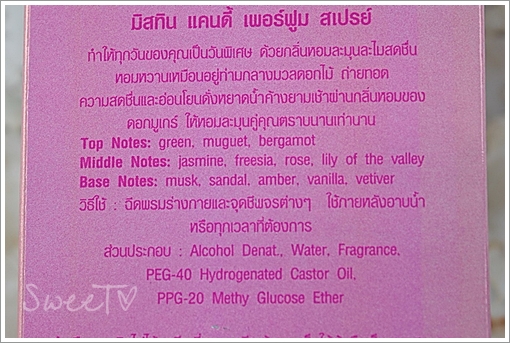 มิสทิน แคนดี้ เพอร์ฟูม สเปรย์
ทำให้ทุกวันของคุณเป็นวันพิเศษ ด้วยกลิ่นหอมละมุนละไมสดชื่น
หอมหวานเหมือนอยู่ท่ามกลางมวลดอกไม้ ถ่ายทอด
ความสดชื่นและอ่อนโยนดั่งหยาดน้ำค้างยามเช้าผ่านกลิ่นหอมของ
ดอกมูเกร์ ให้หอมละมุนคู่คุณตราบนานเท่านาน
Top Notes: green, muguet, bergamot
Middle Notes: jasmine, freesia, rose, lily of the valley
Base Notes: musk, sandal, amber, vanilla, vetiver
วิธีใช้ : ฉีดพรมร่างกายและจุดชีพจรต่างๆ ใช้ภายหลังอาบน้ำ
หรือทุกเวลาที่ต้องการ
ส่วนประกอบ : Alcohol Denat., Water, Fragrance,
PEG-40 Hydrogenated Castor Oil,
PPG-20 Methy Glucose Ether
SweeTV